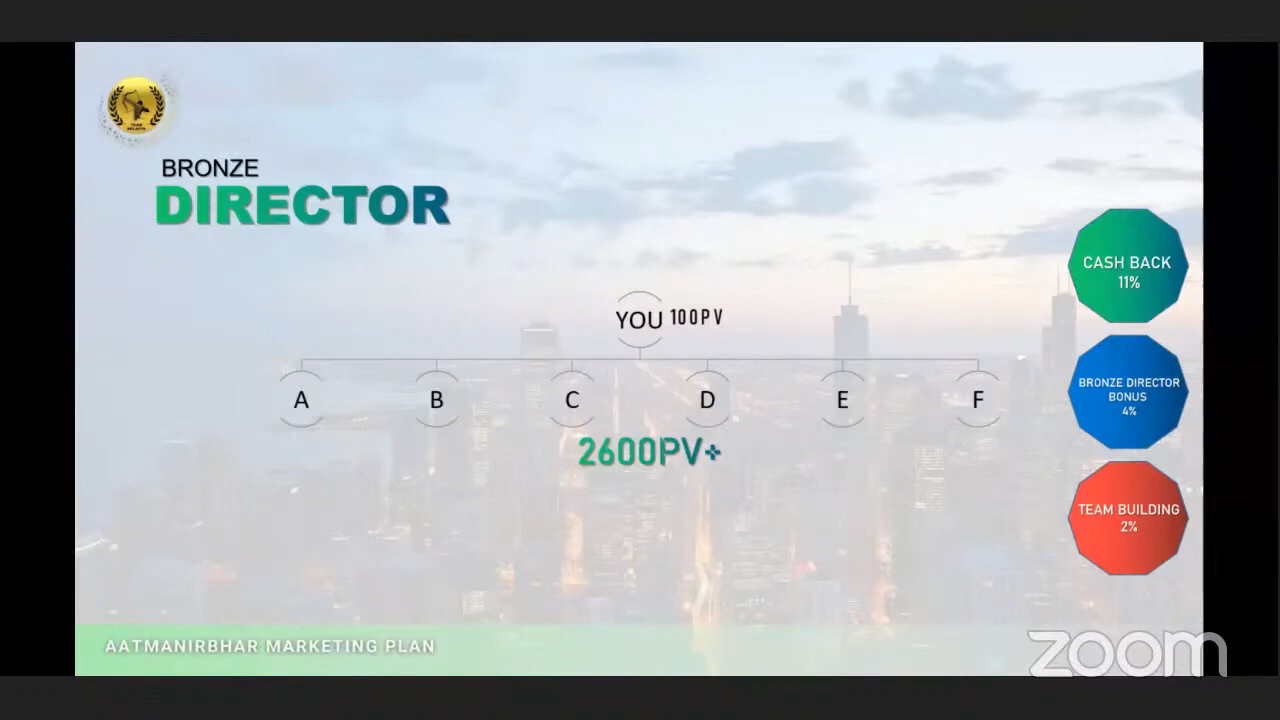 BRONZE
DIRECTOR
YOU 100PV
A B C D E F
2600PV+
CASH BACK
11%
BRONZE DIRECTOR
BONUS
4%
TEAM BUILDING
2%
AATMANIRBHAR MARKETING PLAN
zoom